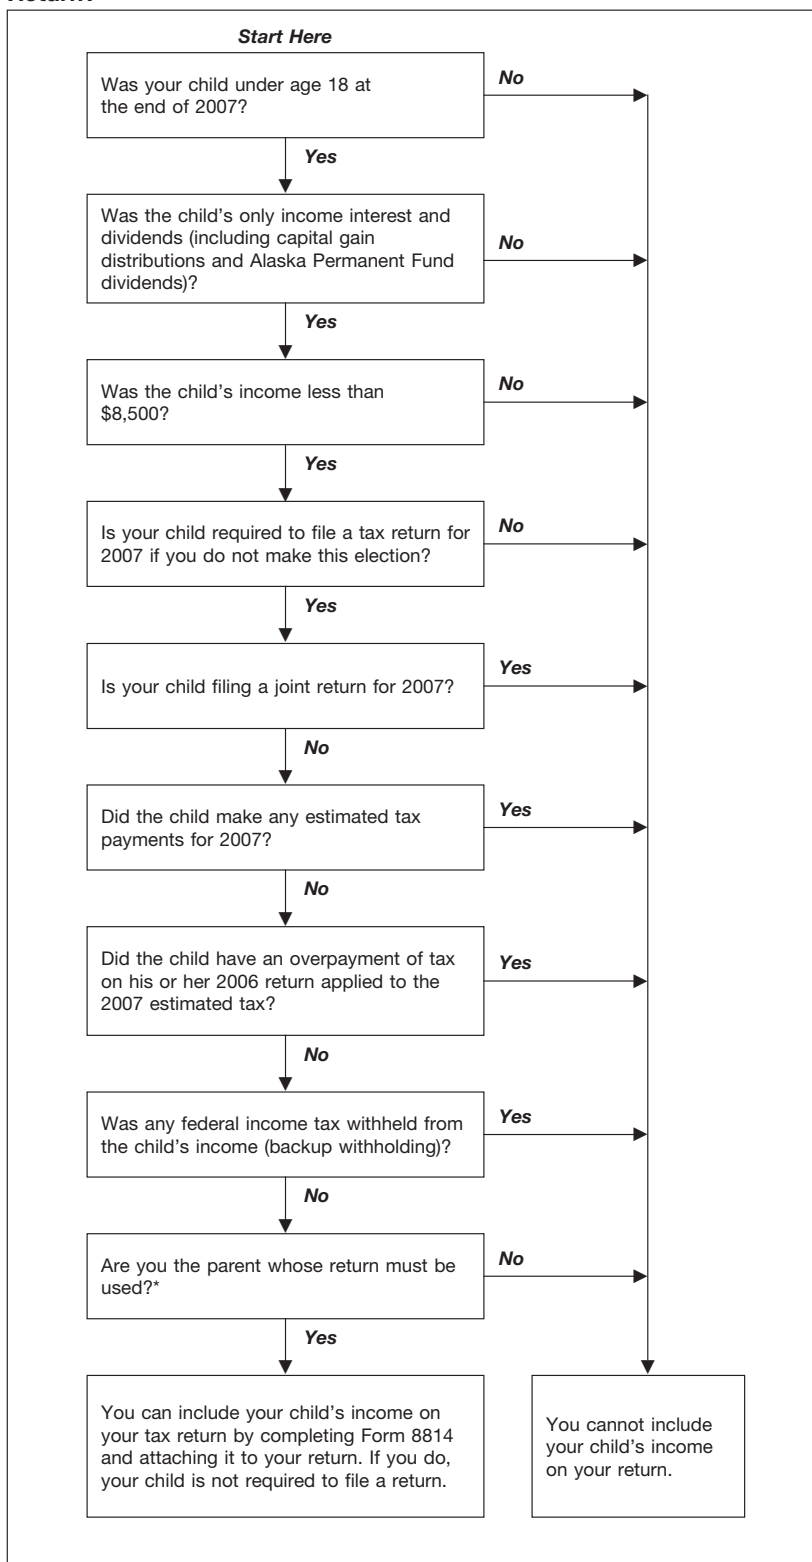 Start Here
Was your child under age 18 at
the end of 2007?
No
Yes
Was the child's only income interest and
dividends (including capital gain
distributions and Alaska Permanent Fund
dividends)?
No
Yes
Was the child's income less than
$8,500?
No
Yes
Is your child required to file a tax return for
2007 if you do not make this election?
No
Yes
Is your child filing a joint return for 2007?
Yes
No
Did the child make any estimated tax
payments for 2007?
Yes
No
Did the child have an overpayment of tax
on his or her 2006 return applied to the
2007 estimated tax?
Yes
No
Was any federal income tax withheld from
the child's income (backup withholding)?
Yes
No
Are you the parent whose return must be
used?*
No
Yes
You can include your child's income on
your tax return by completing Form 8814
and attaching it to your return. If you do,
your child is not required to file a return.
You cannot include
your child's income
on your return.